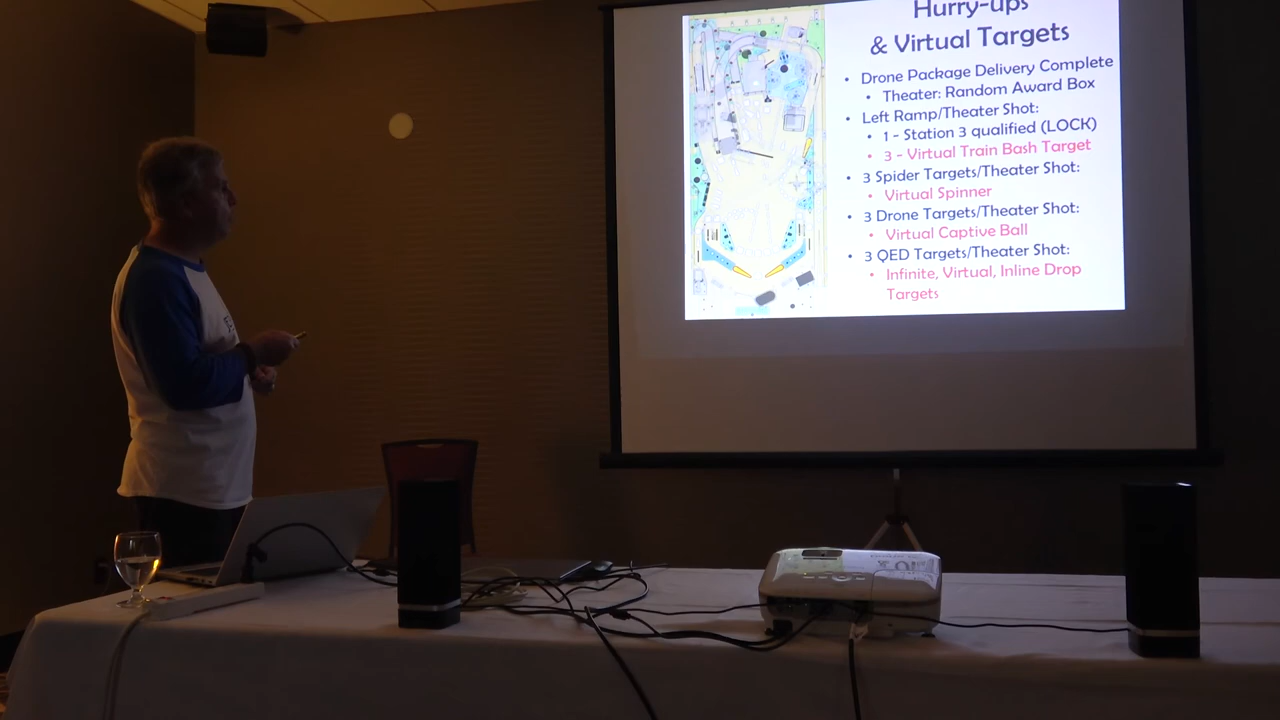 Hurry-ups
& Virtual Targets
• Drone Package Delivery Complete
• Theater: Random Award Box
• Left Ramp/Theater Shot:
• 1 - Station 3 qualified (LOCK)
• 3 - Virtual Train Bash Target
• 3 Spider Targets/Theater Shot:
• Virtual Spinner
• 3 Drone Targets/Theater Shot:
• Virtual Captive Ball
• 3 QED Targets/Theater Shot:
• Infinite, Virtual, Inline Drop
Targets